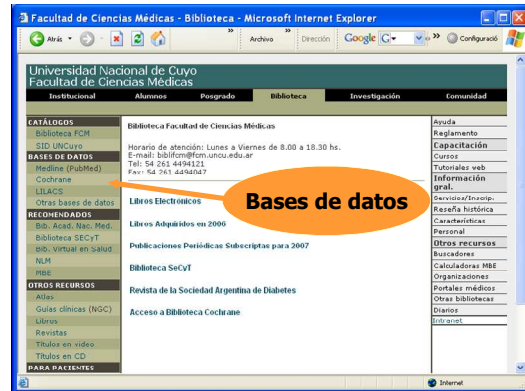 Facultad de Ciencias Médicas - Biblioteca - Microsoft Internet Explorer
Atrás
Archivo
Dirección
Google
Configuració
Universidad Nacional de Cuyo
Facultad de Ciencias Médicas
Institucional Alumnos Posgrado Biblioteca Investigación Comunidad
CATÁLOGOS
Biblioteca FCM
SID UNCuyo
BASES DE DATOS
Medline (PubMed)
Cochrane
LILACS
Otras bases de datos
RECOMENDADOS
Bib. Acad. Nac. Med.
Biblioteca SECyT
Bib. Virtual en Salud
NLM
MBE
OTROS RECURSOS
Atlas
Guías clínicas (NGC)
Libros
Revistas
Títulos en video
Títulos en CD
PARA PACIENTES
Biblioteca Facultad de Ciencias Médicas
Horario de atención: Lunes a Viernes de 8.00 a 18.30 hs.
E-mail: biblifcm@fcm.uncu.edu.ar
Tel: 54 261 4494121
Fax: 54 261 4494047
Libros Electrónicos
Libros Adquiridos en 2006
Publicaciones Periódicas Subscriptas para 2007
Biblioteca SeCyT
Revista de la Sociedad Argentina de Diabetes
Acceso a Biblioteca Cochrane
Bases de datos
Ayuda
Reglamento
Capacitación
Cursos
Tutoriales web
Información
gral.
Servicios/Inscrip.
Reseña histórica
Características
Personal
Otros recursos
Buscadores
Calculadoras MBE
Organizaciones
Portales médicos
Otras bibliotecas
Diarios
Intranet
Internet